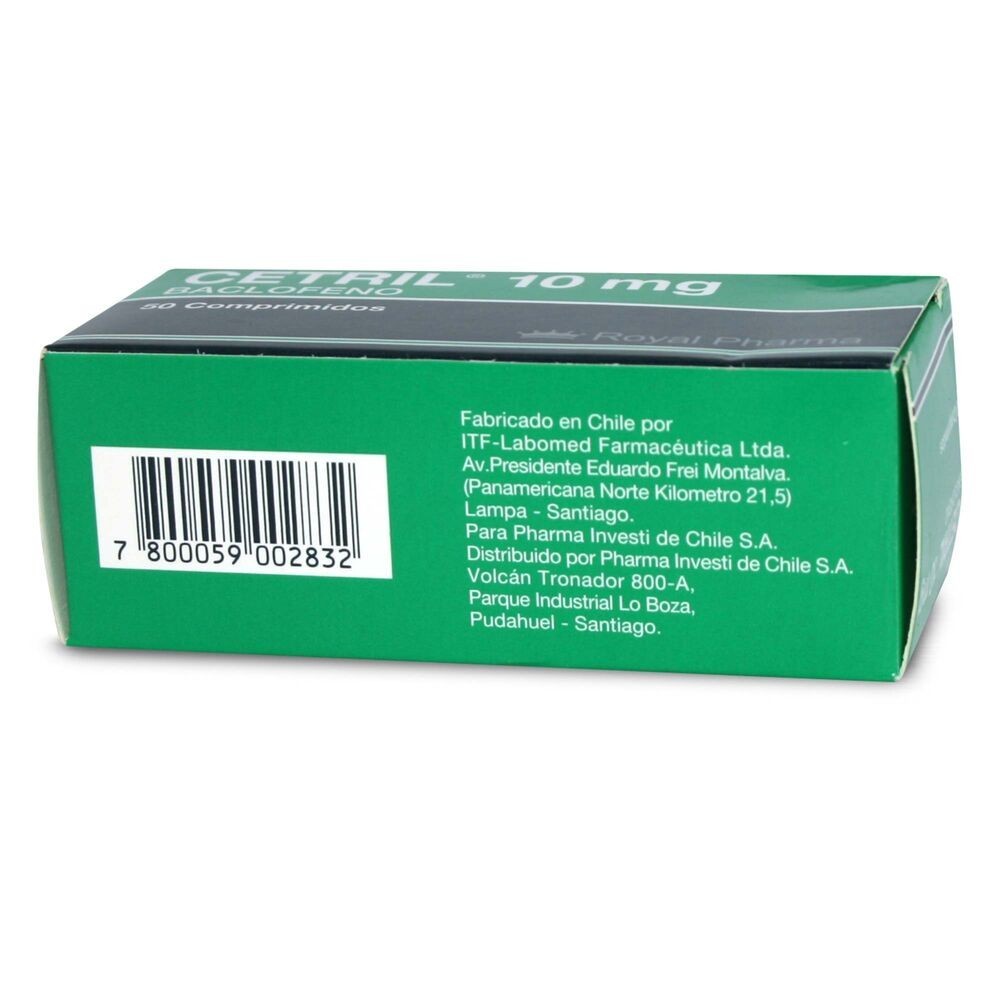 CETRIL® 10 mg
BACLOFENO
50 Comprimidos
Royal Pharma
Fabricado en Chile por
ITF-Labomed Farmacéutica Ltda.
Av.Presidente Eduardo Frei Montalva.
(Panamericana Norte Kilometro 21,5)
Lampa - Santiago.
Para Pharma Investi de Chile S.A.
Distribuido por Pharma Investi de Chile S.A.
Volcán Tronador 800-A,
Parque Industrial Lo Boza,
Pudahuel - Santiago.
7 800059 002832